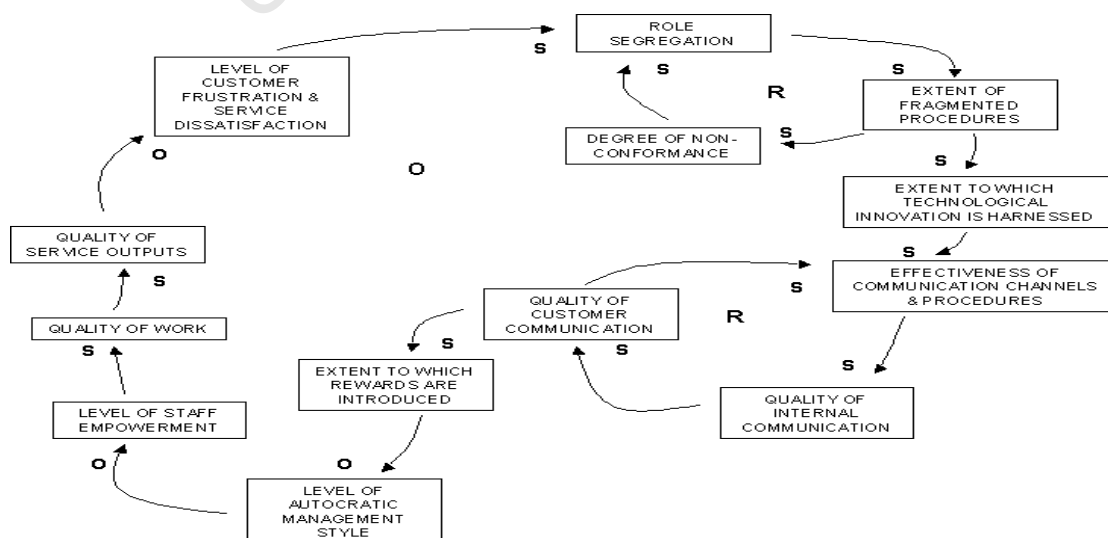 ROLE
SEGREGATION
S
S
S
LEVEL OF
CUSTOMER
FRUSTRATION &
SERVICE
DISSATISFACTION
R
EXTENT OF
FRAGMENTED
PROCEDURES
DEGREE OF NON-
CONFORMANCE
S
O
O
S
EXTENT TO WHICH
TECHNOLOGICAL
INNOVATION IS HARNESSED
QUALITY OF
SERVICE OUTPUTS
S
EFFECTIVENESS OF
COMMUNICATION CHANNELS
& PROCEDURES
S
S
QUALITY OF
CUSTOMER
COMMUNICATION
R
QUALITY OF WORK
S
S
S
S
EXTENT TO WHICH
REWARDS ARE
INTRODUCED
QUALITY OF
INTERNAL
COMMUNICATION
LEVEL OF STAFF
EMPOWERMENT
O
O
LEVEL OF
AUTOCRATIC
MANAGEMENT
STYLE